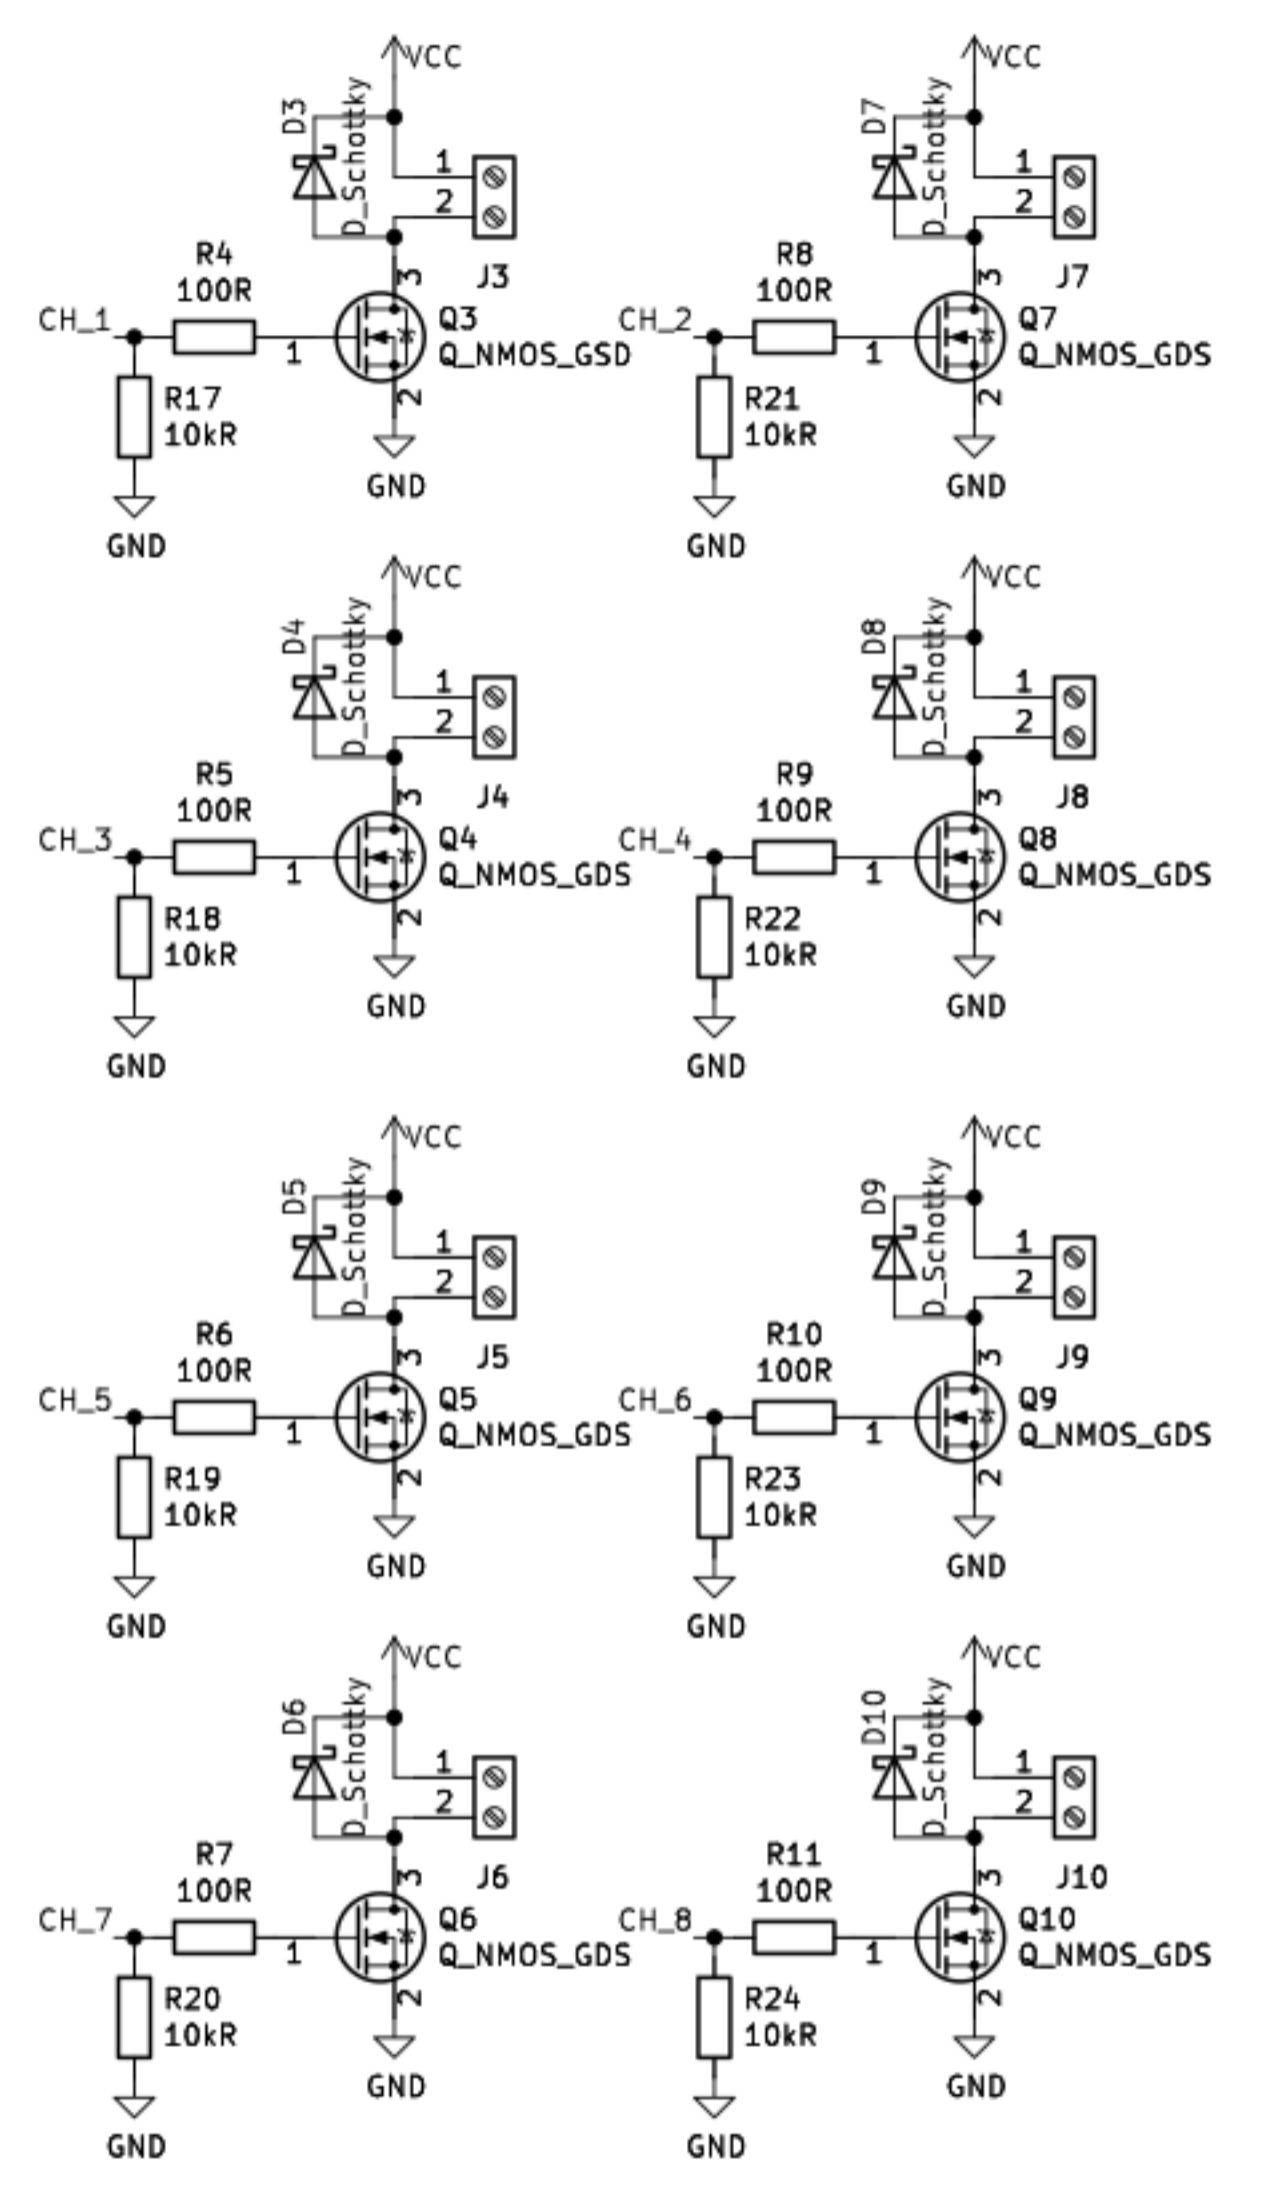 VCC
D3
D_Schottky
1
2
R4
100R
3
J3
CH_1
1
Q3
Q_NMOS_GSD
R17
10kR
2
GND
GND
VCC
D7
D_Schottky
1
2
R8
100R
3
J7
CH_2
1
Q7
Q_NMOS_GDS
R21
10kR
2
GND
GND
VCC
D4
D_Schottky
1
2
R5
100R
3
J4
CH_3
1
Q4
Q_NMOS_GDS
R18
10kR
2
GND
GND
VCC
D8
D_Schottky
1
2
R9
100R
3
J8
CH_4
1
Q8
Q_NMOS_GDS
R22
10kR
2
GND
GND
VCC
D5
D_Schottky
1
2
R6
100R
3
J5
CH_5
1
Q5
Q_NMOS_GDS
R19
10kR
2
GND
GND
VCC
D9
D_Schottky
1
2
R10
100R
3
J9
CH_6
1
Q9
Q_NMOS_GDS
R23
10kR
2
GND
GND
VCC
D6
D_Schottky
1
2
R7
100R
3
J6
CH_7
1
Q6
Q_NMOS_GDS
R20
10kR
2
GND
GND
VCC
D10
D_Schottky
1
2
R11
100R
3
J10
CH_8
1
Q10
Q_NMOS_GDS
R24
10kR
2
GND
GND